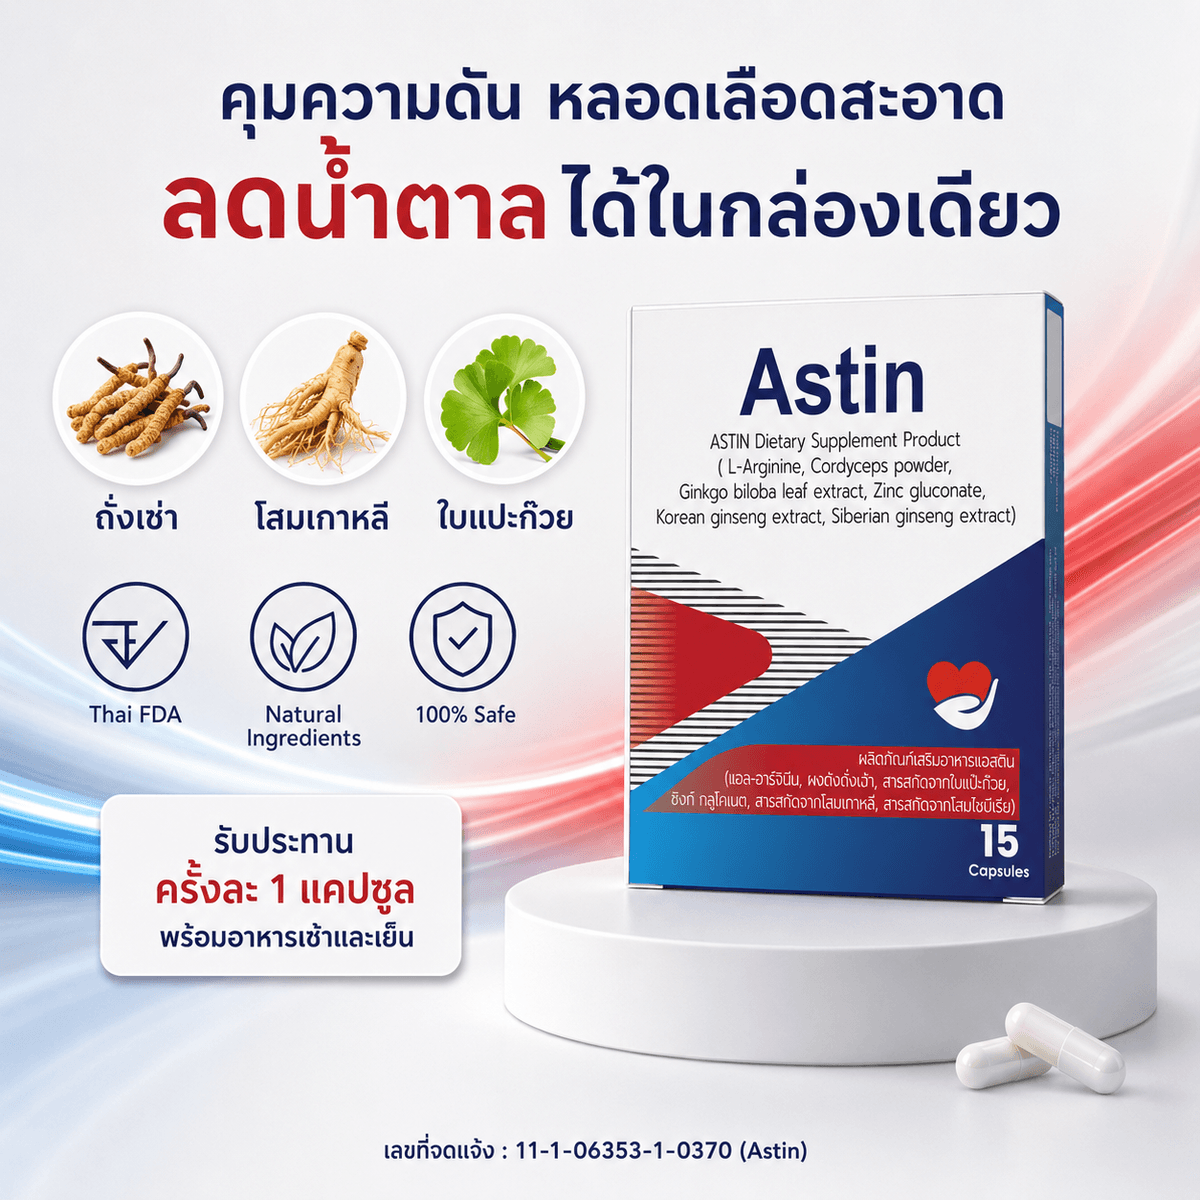 คุมความดัน หลอดเลือดสะอาด
ลดน้ำตาล ได้ในกล่องเดียว
ถั่งเช่า
โสมเกาหลี
ใบแปะก๊วย
Thai FDA
Natural
Ingredients
100% Safe
รับประทาน
ครั้งละ 1 แคปซูล
พร้อมอาหารเช้าและเย็น
Astin
ASTIN Dietary Supplement Product
( L-Arginine, Cordyceps powder,
Ginkgo biloba leaf extract, Zinc gluconate,
Korean ginseng extract, Siberian ginseng extract)
ผลิตภัณฑ์เสริมอาหารแอสติน
(แอล-อาร์จินีน, ผงตังถั่งเฉ้า, สารสกัดจากใบแป๊ะก๊วย,
ซิงก์ กลูโคเนต, สารสกัดจากโสมเกาหลี, สารสกัดจากโสมไซบีเรีย)
15
Capsules
เลขที่จดแจ้ง : 11-1-06353-1-0370 (Astin)